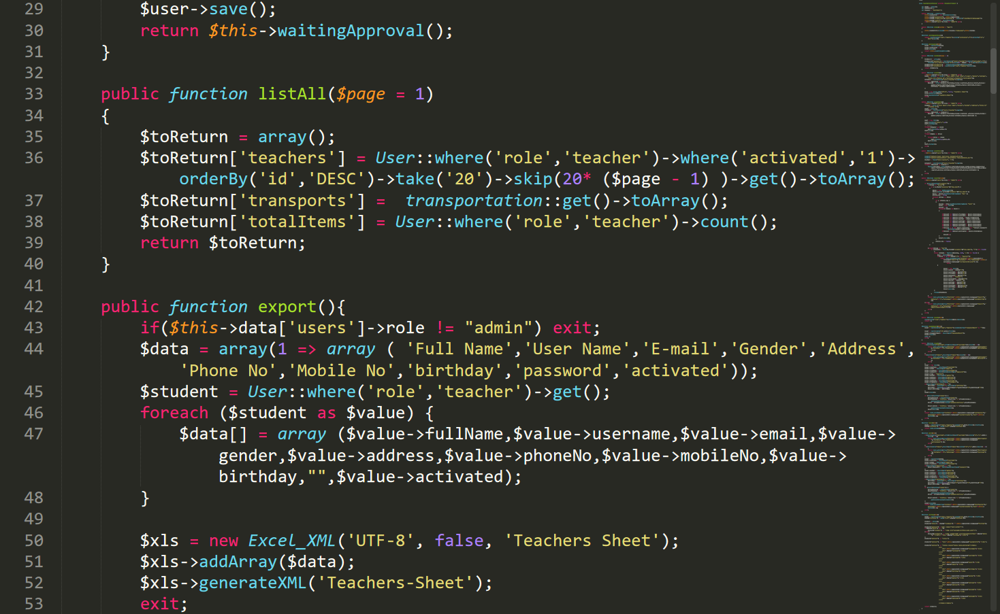 29 $user->save();
30 return $this->waitingApproval();
31 }
32
33 public function listAll($page = 1)
34 {
35 $toReturn = array();
36 $toReturn['teachers'] = User::where('role','teacher')->where('activated','1')->
orderBy('id','DESC')->take('20')->skip(20* ($page - 1) )->get()->toArray();
37 $toReturn['transports'] =  transportation::get()->toArray();
38 $toReturn['totalItems'] = User::where('role','teacher')->count();
39 return $toReturn;
40 }
41
42 public function export(){
43 if($this->data['users']->role != "admin") exit;
44 $data = array(1 => array ( 'Full Name','User Name','E-mail','Gender','Address',
'Phone No','Mobile No','birthday','password','activated'));
45 $student = User::where('role','teacher')->get();
46 foreach ($student as $value) {
47 $data[] = array ($value->fullName,$value->username,$value->email,$value->
gender,$value->address,$value->phoneNo,$value->mobileNo,$value->
birthday,"",$value->activated);
48 }
49
50 $xls = new Excel_XML('UTF-8', false, 'Teachers Sheet');
51 $xls->addArray($data);
52 $xls->generateXML('Teachers-Sheet');
53 exit;